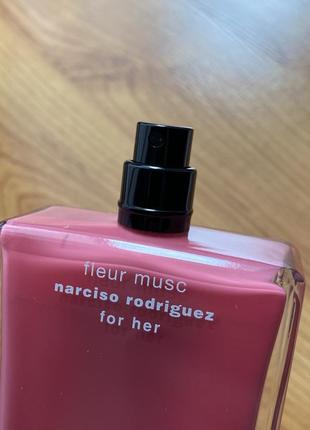 fleur musc
narciso rodriguez
for her